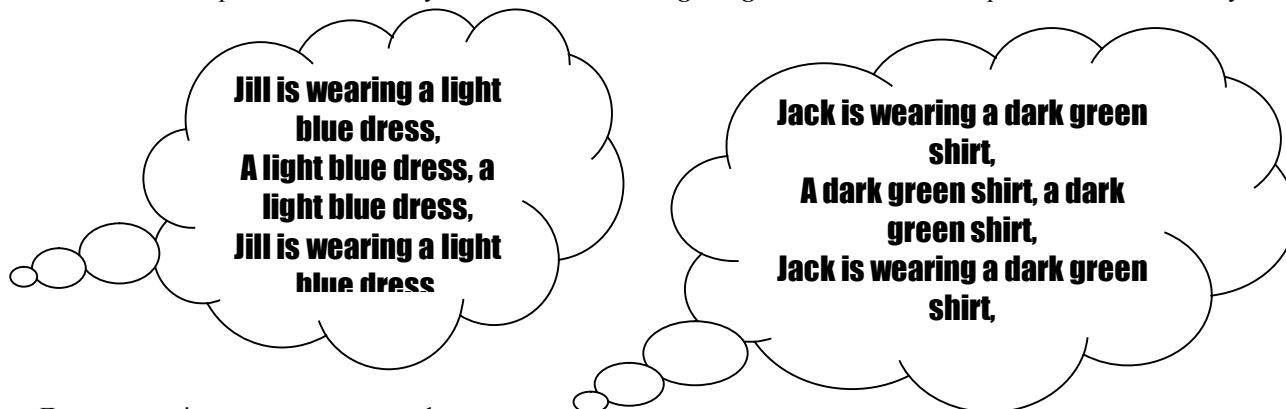 Jill is wearing a light
blue dress,
A light blue dress, a
light blue dress,
Jill is wearing a light
blue dress
Jack is wearing a dark green
shirt,
A dark green shirt, a dark
green shirt,
Jack is wearing a dark green
shirt,